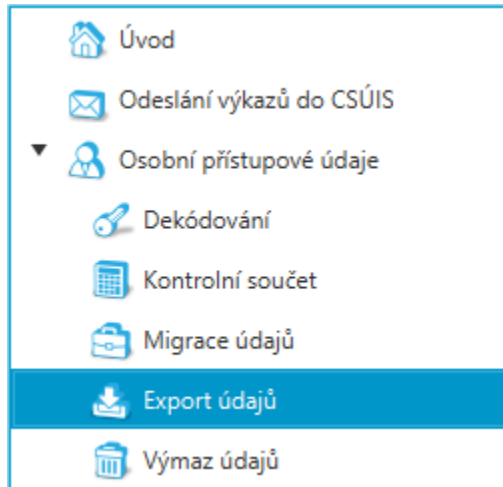 Úvod
Odeslání výkazů do CSÚIS
Osobní přístupové údaje
Dekódování
Kontrolní součet
Migrace údajů
Export údajů
Výmaz údajů